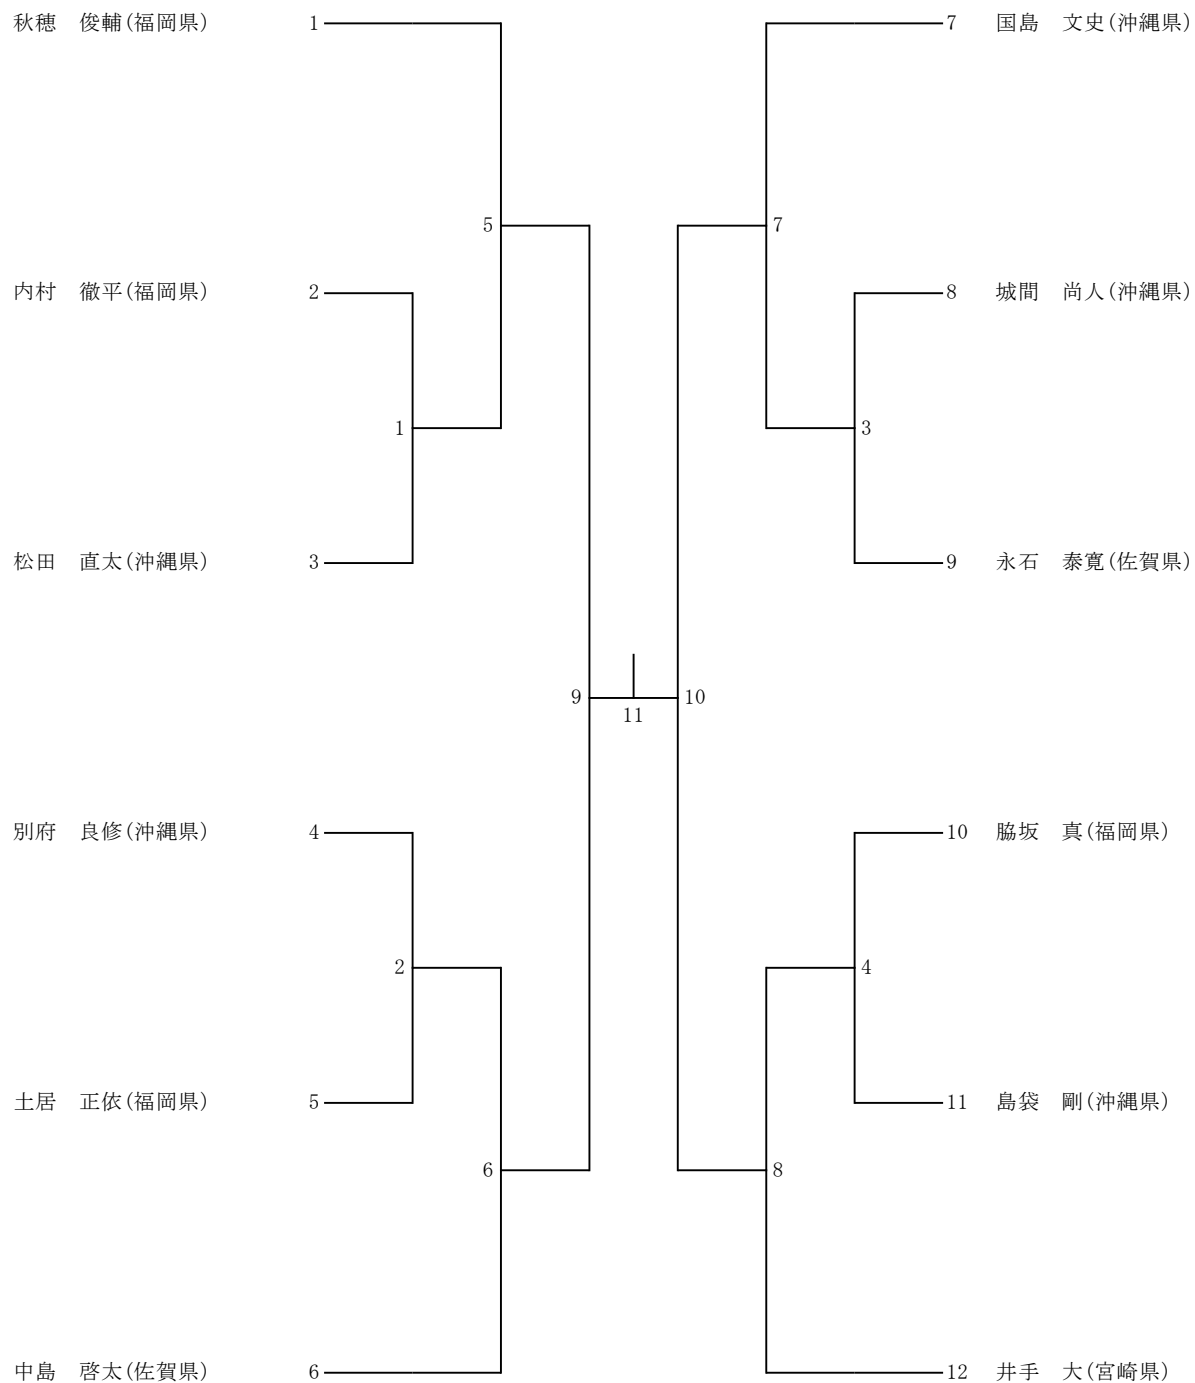 秋穂　俊輔(福岡県)　1
内村　徹平(福岡県)　2
松田　直太(沖縄県)　3
別府　良修(沖縄県)　4
土居　正依(福岡県)　5
中島　啓太(佐賀県)　6
5
1
9
2
6
11
7
3
10
4
8
7　国島　文史(沖縄県)
8　城間　尚人(沖縄県)
9　永石　泰寛(佐賀県)
10　脇坂　真(福岡県)
11　島袋　剛(沖縄県)
12　井手　大(宮崎県)